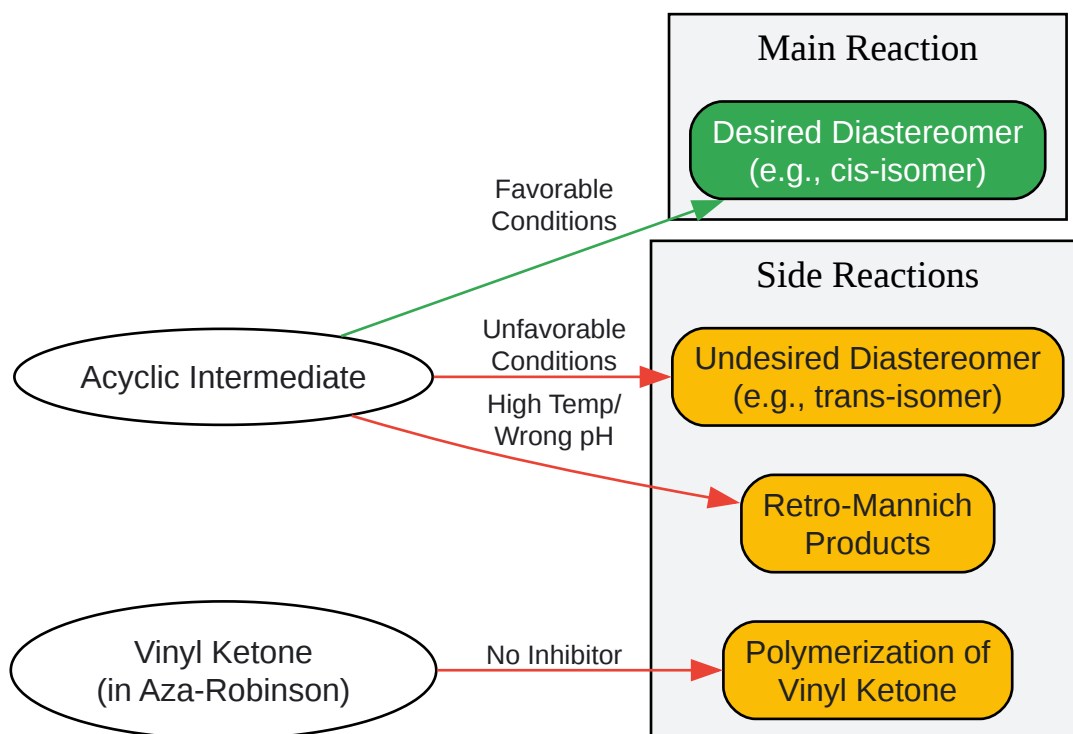 Main Reaction
Desired Diastereomer
(e.g., cis-isomer)
Favorable
Conditions
Side Reactions
Unfavorable
Conditions
Undesired Diastereomer
(e.g., trans-isomer)
Acyclic Intermediate
High Temp/
Wrong pH
Retro-Mannich
Products
Vinyl Ketone
(in Aza-Robinson)
No Inhibitor
Polymerization of
Vinyl Ketone